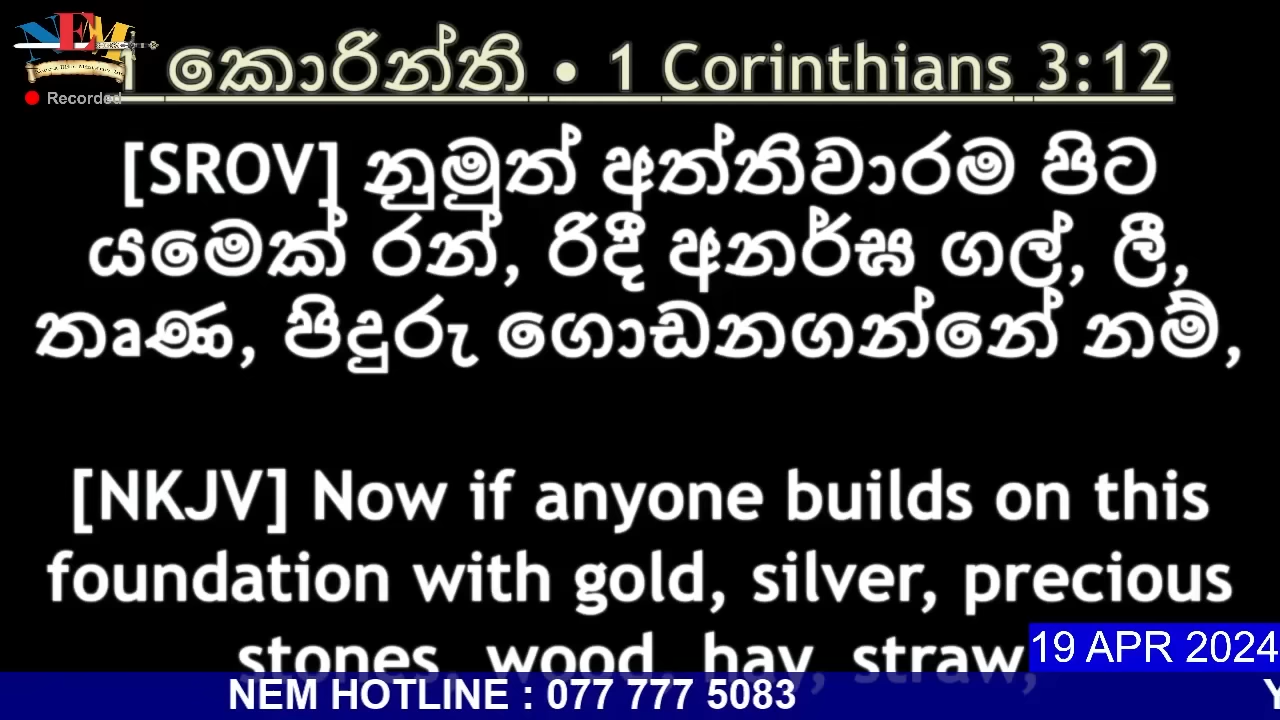 NEM
1 කොරින්ති • 1 Corinthians 3:12
Recorded
[SROV] නුමුත් අත්තිවාරම පිට
යමෙක් රන්, රිදී අනර්ඝ ගල්, ලී,
තෘණ, පිදුරු ගොඩනගන්නේ නම්,
[NKJV] Now if anyone builds on this
foundation with gold, silver, precious
stones, wood, hay, straw,
19 APR 2024
NEM HOTLINE : 077 777 5083